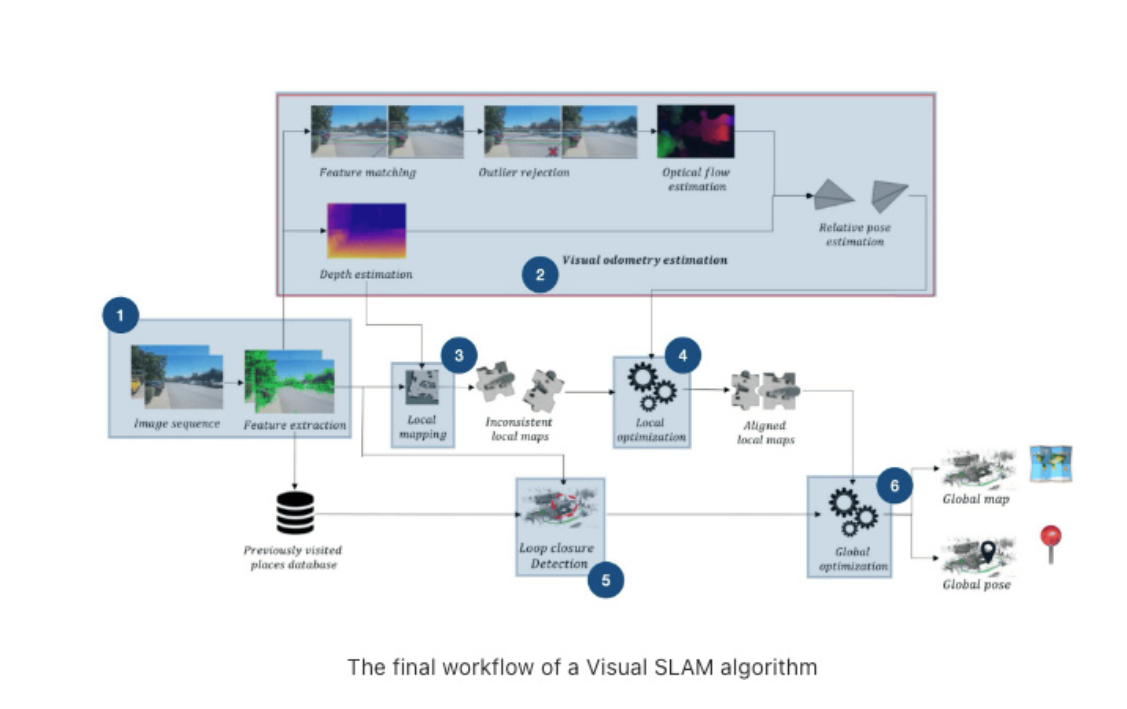 Feature matching
Outlier rejection
Optical flow
estimation
Relative pose
estimation
Depth estimation
2
Visual odometry estimation
1
Image sequence
Feature extraction
3
Local
mapping
Inconsistent
local maps
4
Local
optimization
Aligned
local maps
Previously visited
places database
Loop closure
Detection
5
6
Global
optimization
Global map
Global pose
The final workflow of a Visual SLAM algorithm